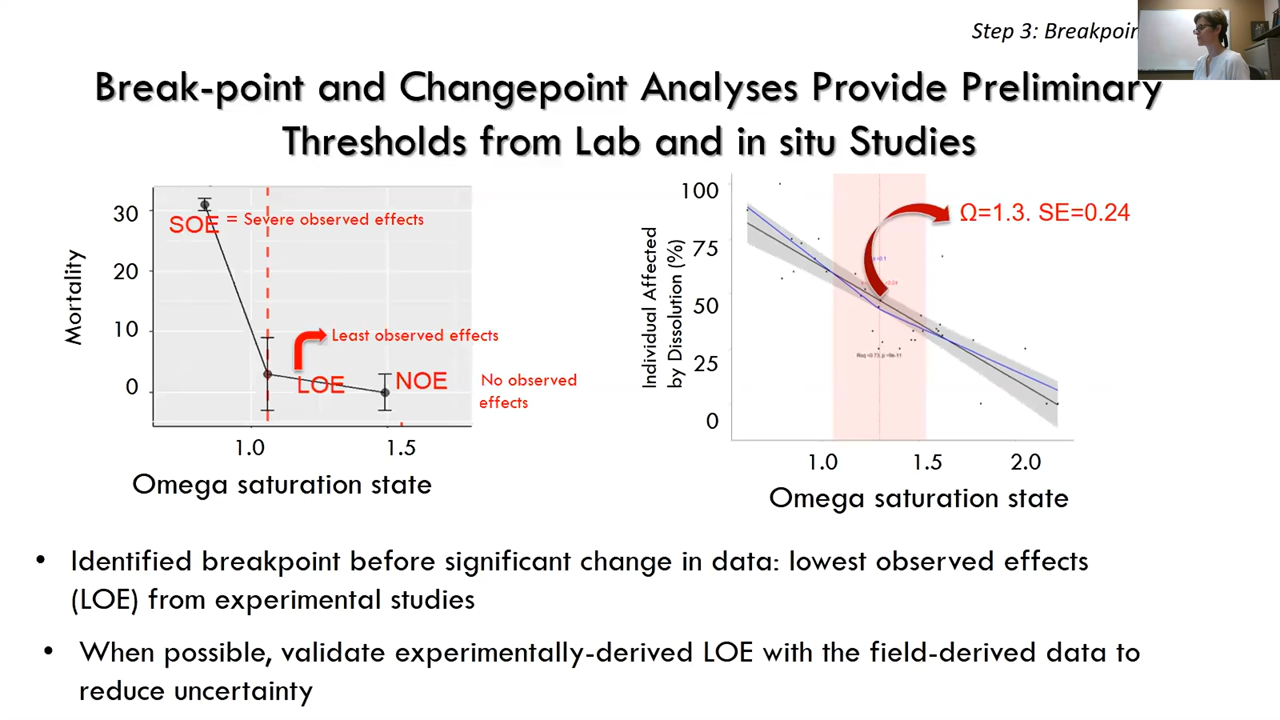 Step 3: Breakpoin
Break-point and Changepoint Analyses Provide Preliminary
Thresholds from Lab and in situ Studies
30
20
10
0
Mortality
SOE = Severe observed effects
Least observed effects
LOE
NOE
No observed
effects
1.0 1.5
Omega saturation state
100
75
50
25
0
Individual Affected
by Dissolution (%)
Ω=1.3. SE=0.24
1.0 1.5 2.0
Omega saturation state
• Identified breakpoint before significant change in data: lowest observed effects
(LOE) from experimental studies
• When possible, validate experimentally-derived LOE with the field-derived data to
reduce uncertainty